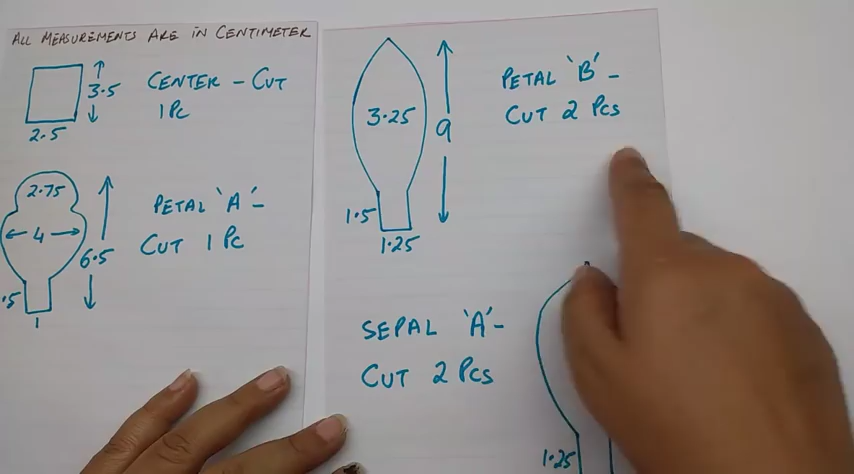 ALL MEASUREMENTS ARE IN CENTIMETER
3.5
2.5
CENTER - CUT
1 Pc
2.75
4
6.5
.5
1
PETAL 'A' -
CUT 1 Pc
3.25
9
1.5
1.25
PETAL 'B' -
CUT 2 Pcs
SEPAL 'A' -
CUT 2 Pcs
1.25